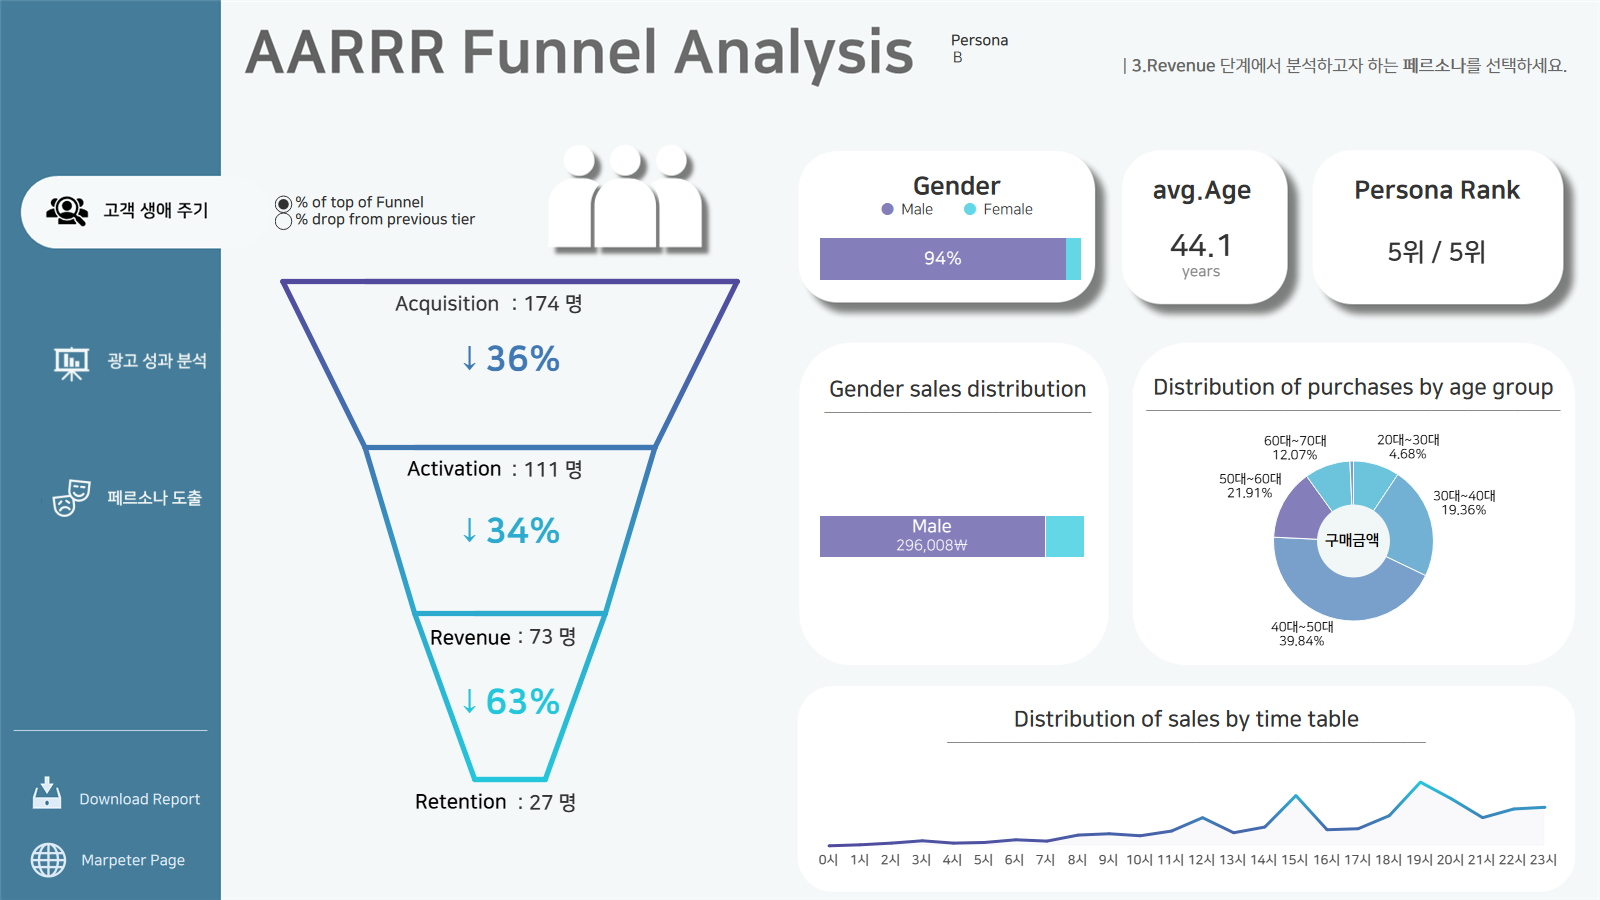 AARRR Funnel Analysis
Persona
B
| 3.Revenue 단계에서 분석하고자 하는 페르소나를 선택하세요.
고객 생애 주기
광고 성과 분석
페르소나 도출
Download Report
Marpeter Page
% of top of Funnel
% drop from previous tier
Acquisition : 174 명
↓ 36%
Activation : 111 명
↓ 34%
Revenue : 73 명
↓ 63%
Retention : 27 명
Gender
Male Female
94%
avg.Age
44.1
years
Persona Rank
5위 / 5위
Gender sales distribution
Male
296,008₩
Distribution of purchases by age group
60대~70대
12.07%
20대~30대
4.68%
50대~60대
21.91%
30대~40대
19.36%
구매금액
40대~50대
39.84%
Distribution of sales by time table
0시 1시 2시 3시 4시 5시 6시 7시 8시 9시 10시 11시 12시 13시 14시 15시 16시 17시 18시 19시 20시 21시 22시 23시